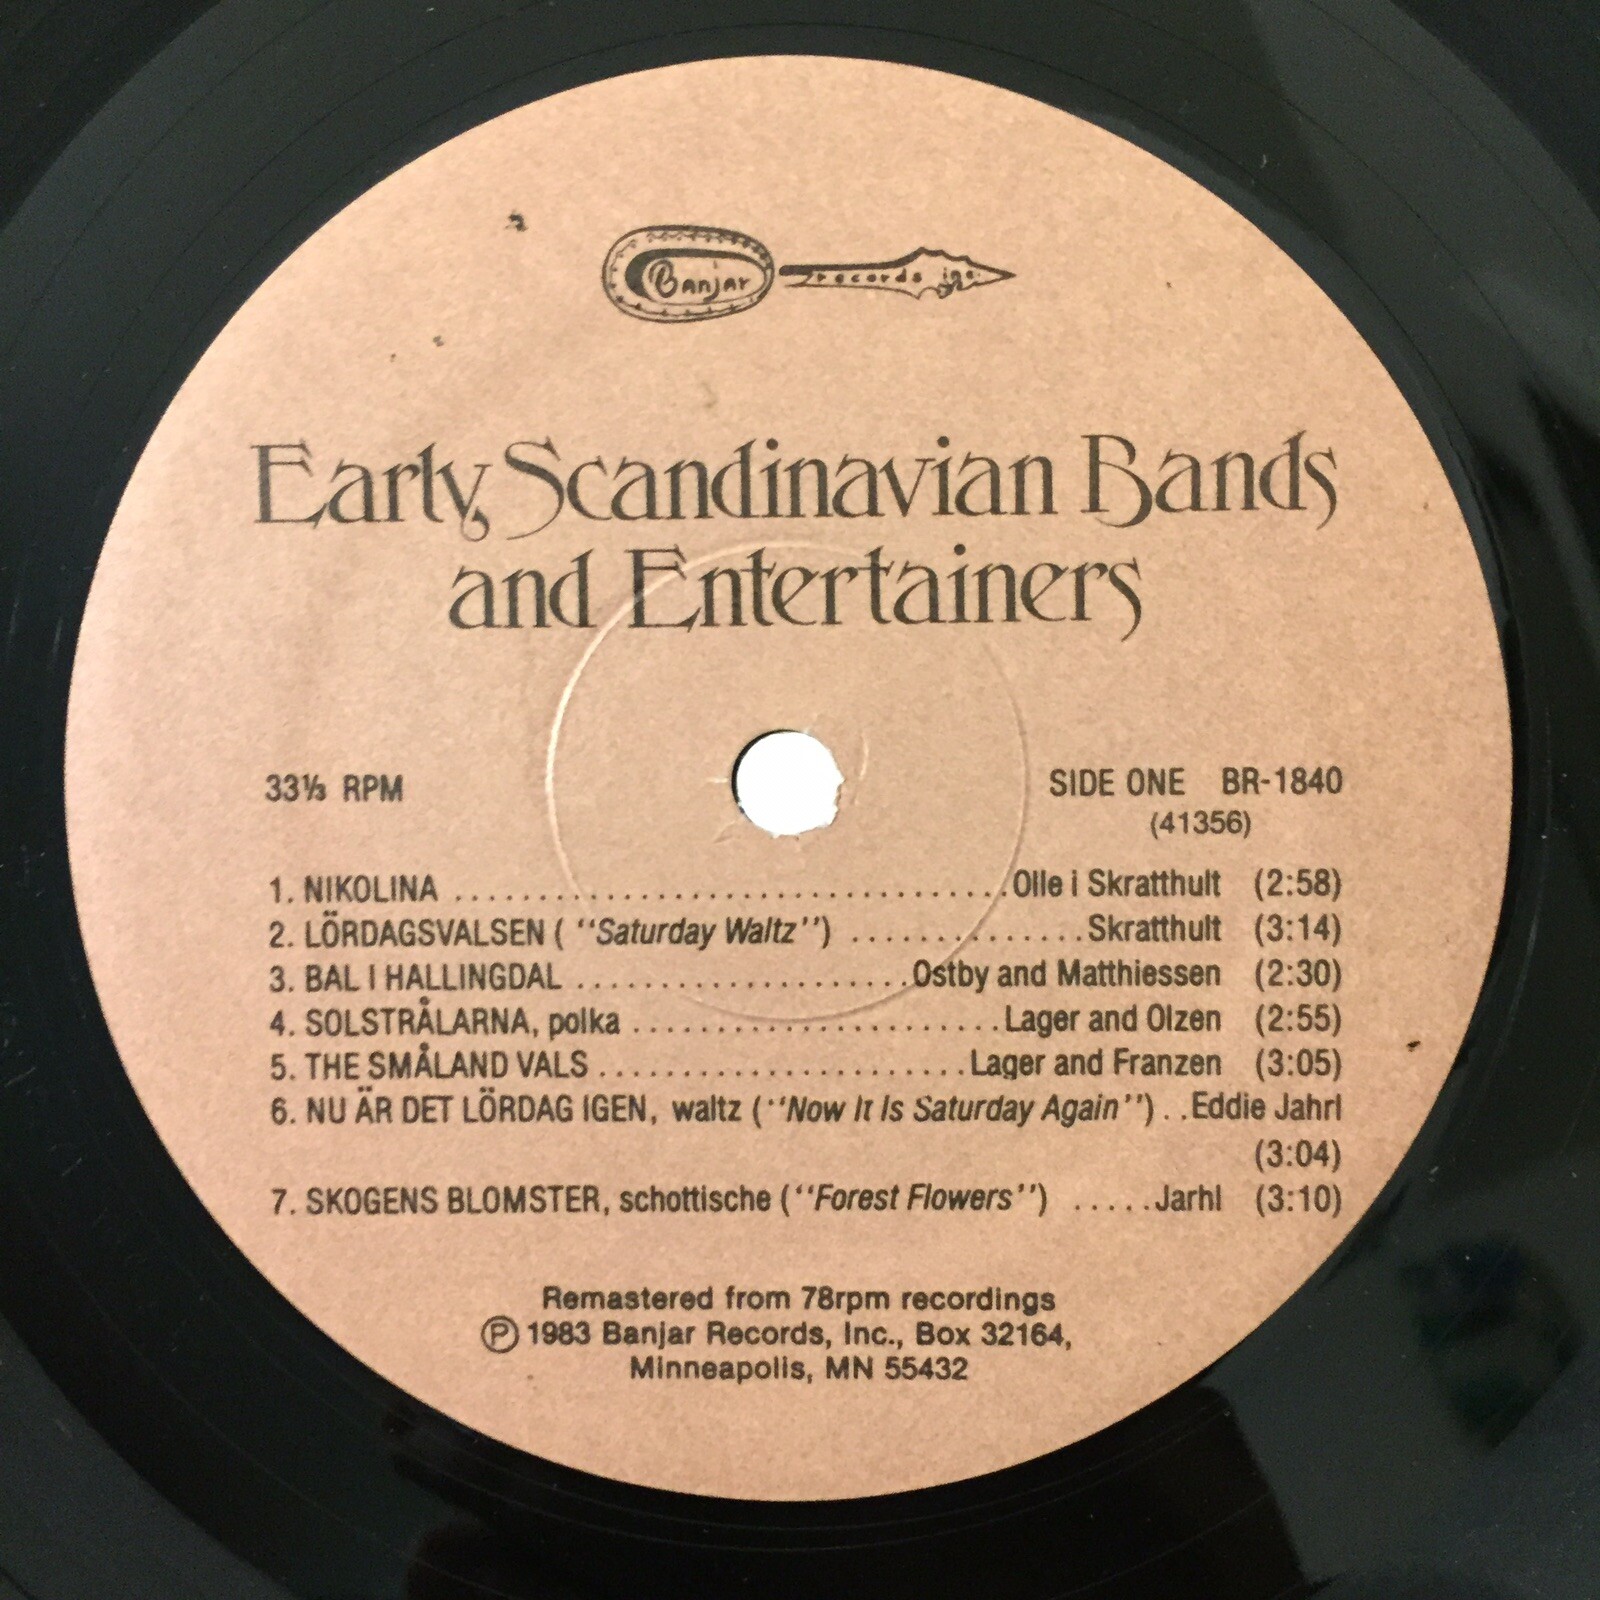 Banjar records inc.
Early Scandinavian Bands
and Entertainers
33⅓ RPM
SIDE ONE BR-1840
(41356)
1. NIKOLINA ................................. Olle i Skratthult (2:58)
2. LÖRDAGSVALSEN ( "Saturday Waltz") .............. Skratthult (3:14)
3. BAL I HALLINGDAL .................... Ostby and Matthiessen (2:30)
4. SOLSTRÅLARNA, polka ...................... Lager and Olzen (2:55)
5. THE SMÅLAND VALS ...................... Lager and Franzen (3:05)
6. NU ÄR DET LÖRDAG IGEN, waltz ("Now It Is Saturday Again") . . Eddie Jahrl
(3:04)
7. SKOGENS BLOMSTER, schottische ("Forest Flowers") ..... Jarhl (3:10)
Remastered from 78rpm recordings
Ⓟ 1983 Banjar Records, Inc., Box 32164,
Minneapolis, MN 55432